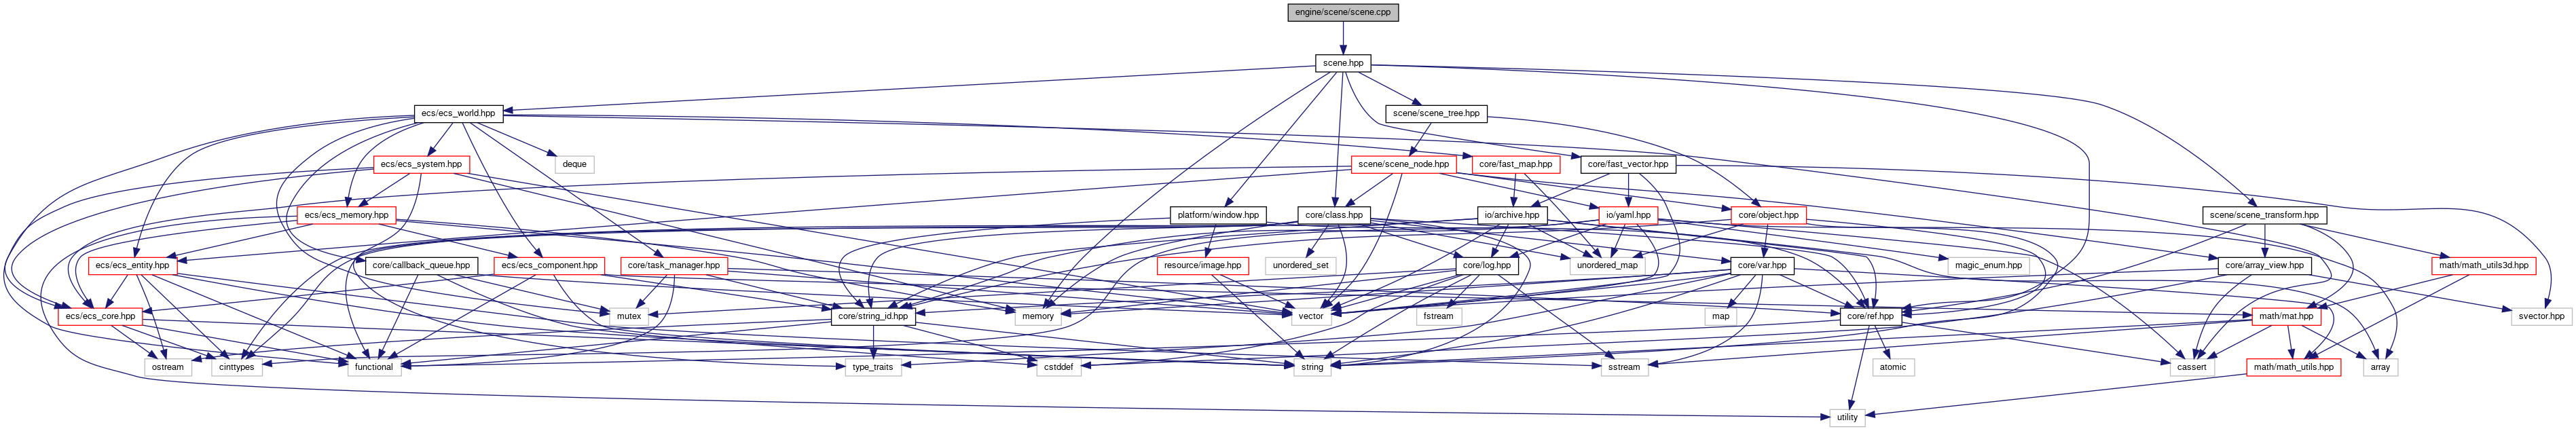 engine/scene/scene.cpp
scene.hpp
ecs/ecs_world.hpp
scene/scene_tree.hpp
ecs/ecs_system.hpp
deque
scene/scene_node.hpp
core/fast_map.hpp
core/fast_vector.hpp
ecs/ecs_memory.hpp
platform/window.hpp
core/class.hpp
io/archive.hpp
io/yaml.hpp
core/object.hpp
scene/scene_transform.hpp
ecs/ecs_entity.hpp
core/callback_queue.hpp
ecs/ecs_component.hpp
core/task_manager.hpp
resource/image.hpp
unordered_set
core/log.hpp
unordered_map
core/var.hpp
magic_enum.hpp
core/array_view.hpp
math/math_utils3d.hpp
ecs/ecs_core.hpp
mutex
core/string_id.hpp
memory
vector
fstream
map
core/ref.hpp
math/mat.hpp
svector.hpp
ostream
cinttypes
functional
type_traits
cstddef
string
sstream
atomic
cassert
math/math_utils.hpp
array
utility